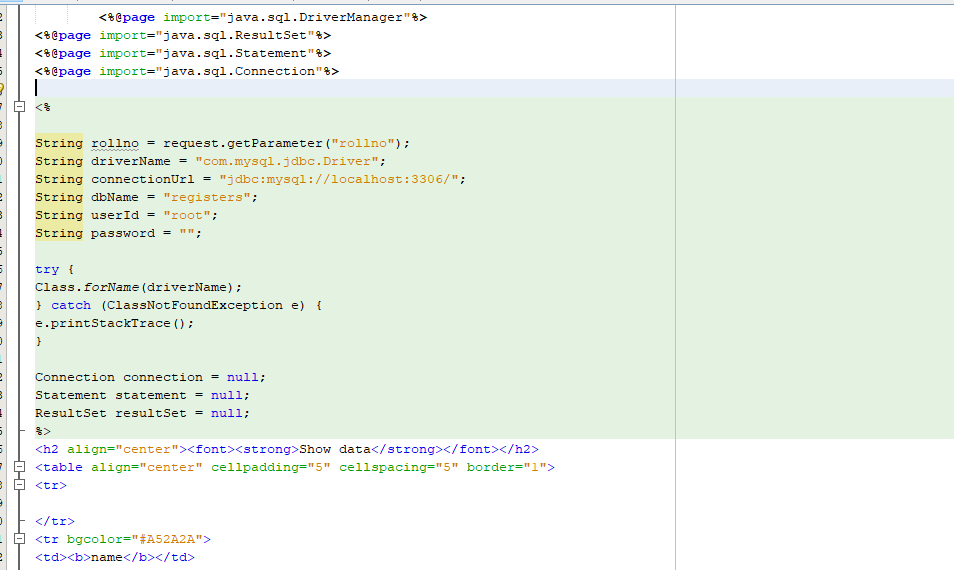 <%@page import="java.sql.DriverManager"%>
<%@page import="java.sql.ResultSet"%>
<%@page import="java.sql.Statement"%>
<%@page import="java.sql.Connection"%>
<%
String rollno = request.getParameter("rollno");
String driverName = "com.mysql.jdbc.Driver";
String connectionUrl = "jdbc:mysql://localhost:3306/";
String dbName = "registers";
String userId = "root";
String password = "";
try {
Class.forName(driverName);
} catch (ClassNotFoundException e) {
e.printStackTrace();
}
Connection connection = null;
Statement statement = null;
ResultSet resultSet = null;
%>
<h2 align="center"><font><strong>Show data</strong></font></h2>
<table align="center" cellpadding="5" cellspacing="5" border="1">
<tr>
</tr>
<tr bgcolor="#A52A2A">
<td><b>name</b></td>